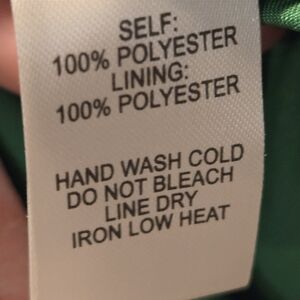 SELF:
100% POLYESTER
LINING:
100% POLYESTER
HAND WASH COLD
DO NOT BLEACH
LINE DRY
IRON LOW HEAT